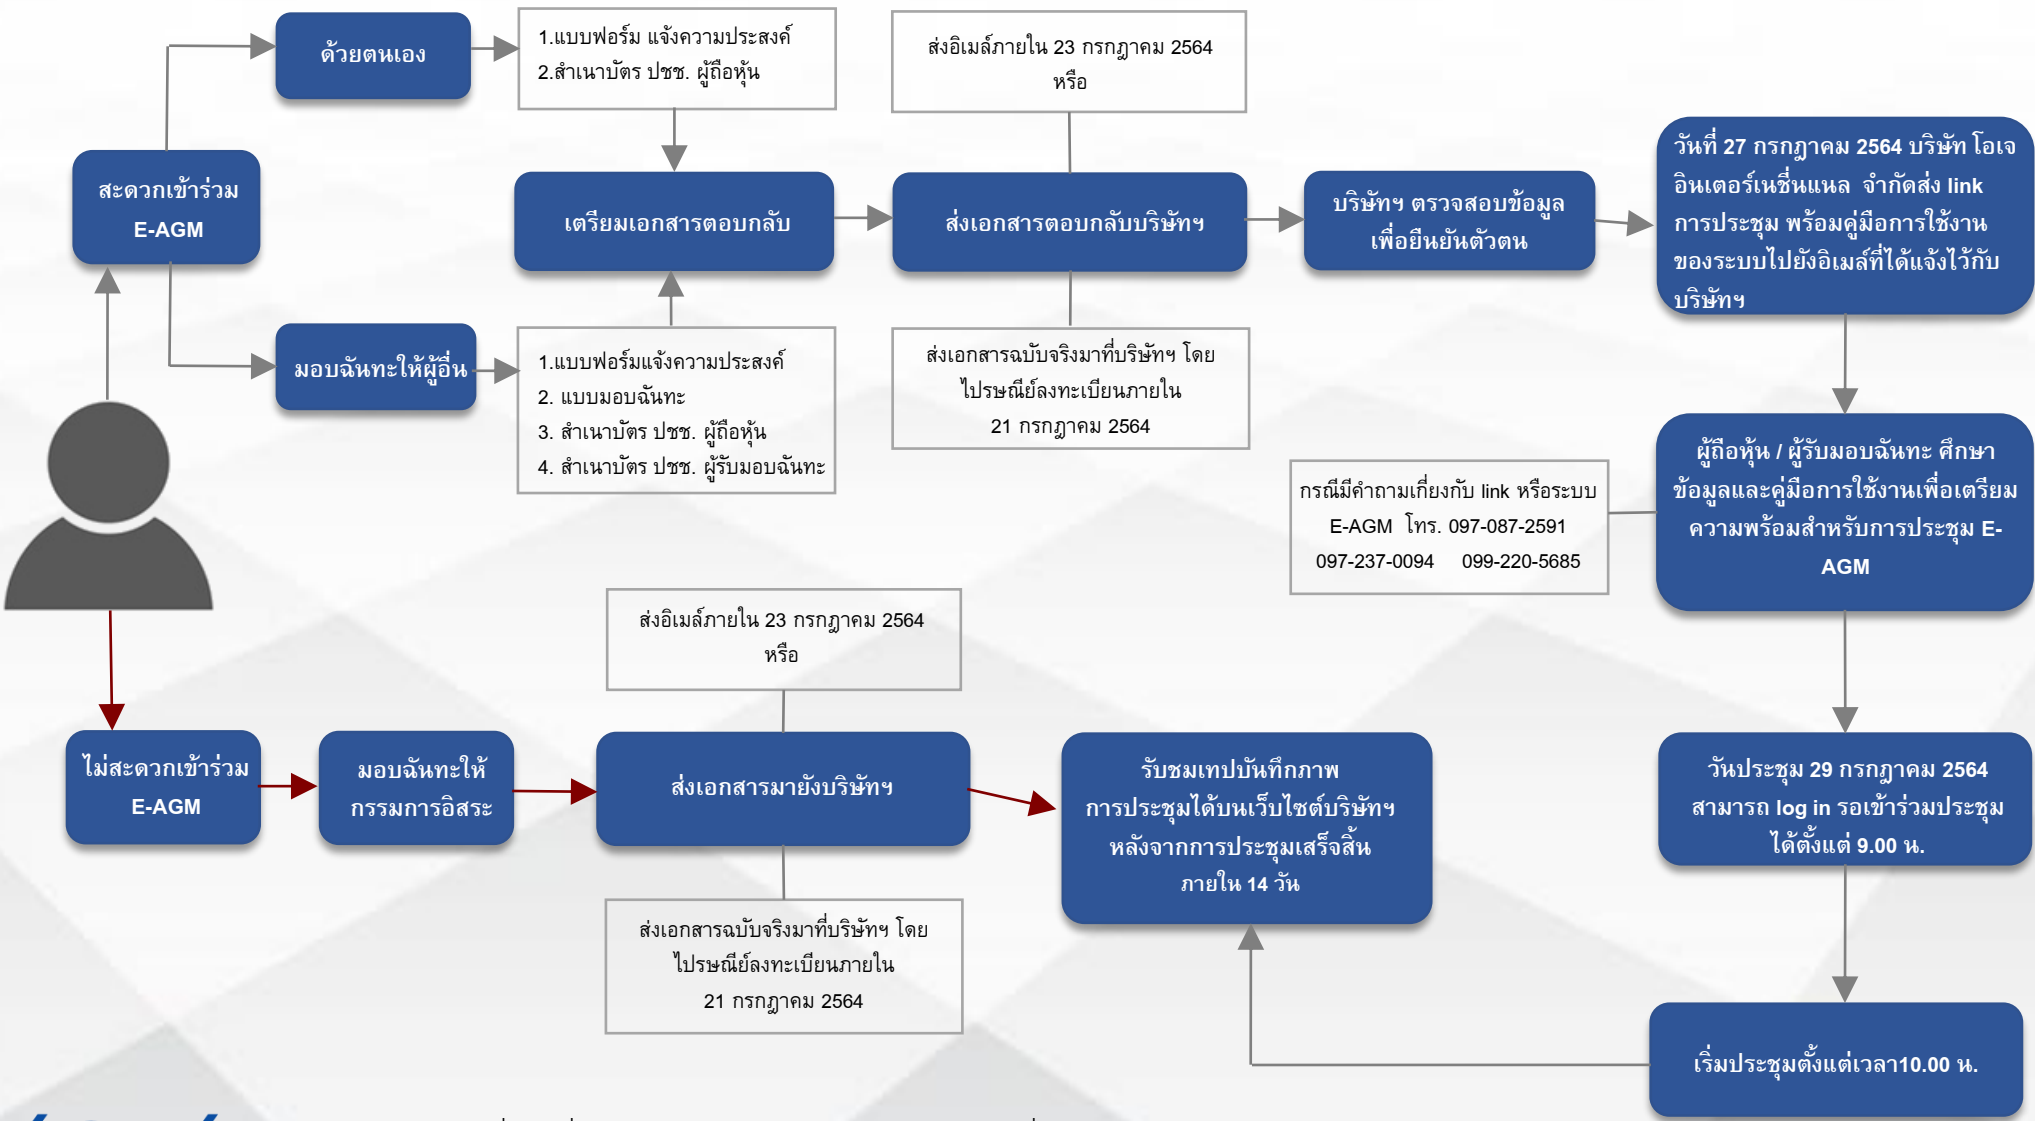 ด้วยตนเอง
1.แบบฟอร์ม แจ้งความประสงค์
2.สำเนาบัตร ปชช. ผู้ถือหุ้น
ส่งอิเมล์ภายใน 23 กรกฎาคม 2564
หรือ
สะดวกเข้าร่วม
E-AGM
เตรียมเอกสารตอบกลับ
ส่งเอกสารตอบกลับบริษัทฯ
บริษัทฯ ตรวจสอบข้อมูล
เพื่อยืนยันตัวตน
วันที่ 27 กรกฎาคม 2564 บริษัท โอเจ
อินเตอร์เนชั่นแนล จำกัดส่ง link
การประชุม พร้อมคู่มือการใช้งาน
ของระบบไปยังอิเมล์ที่ได้แจ้งไว้กับ
บริษัทฯ
มอบฉันทะให้ผู้อื่น
1.แบบฟอร์มแจ้งความประสงค์
2. แบบมอบฉันทะ
3. สำเนาบัตร ปชช. ผู้ถือหุ้น
4. สำเนาบัตร ปชช. ผู้รับมอบฉันทะ
ส่งเอกสารฉบับจริงมาที่บริษัทฯ โดย
ไปรษณีย์ลงทะเบียนภายใน
21 กรกฎาคม 2564
กรณีมีคำถามเกี่ยงกับ link หรือระบบ
E-AGM โทร. 097-087-2591
097-237-0094 099-220-5685
ผู้ถือหุ้น / ผู้รับมอบฉันทะ ศึกษา
ข้อมูลและคู่มือการใช้งานเพื่อเตรียม
ความพร้อมสำหรับการประชุม E-
AGM
ส่งอิเมล์ภายใน 23 กรกฎาคม 2564
หรือ
ไม่สะดวกเข้าร่วม
E-AGM
มอบฉันทะให้
กรรมการอิสระ
ส่งเอกสารมายังบริษัทฯ
รับชมเทปบันทึกภาพ
การประชุมได้บนเว็บไซต์บริษัทฯ
หลังจากการประชุมเสร็จสิ้น
ภายใน 14 วัน
วันประชุม 29 กรกฎาคม 2564
สามารถ log in รอเข้าร่วมประชุม
ได้ตั้งแต่ 9.00 น.
ส่งเอกสารฉบับจริงมาที่บริษัทฯ โดย
ไปรษณีย์ลงทะเบียนภายใน
21 กรกฎาคม 2564
เริ่มประชุมตั้งแต่เวลา10.00 น.